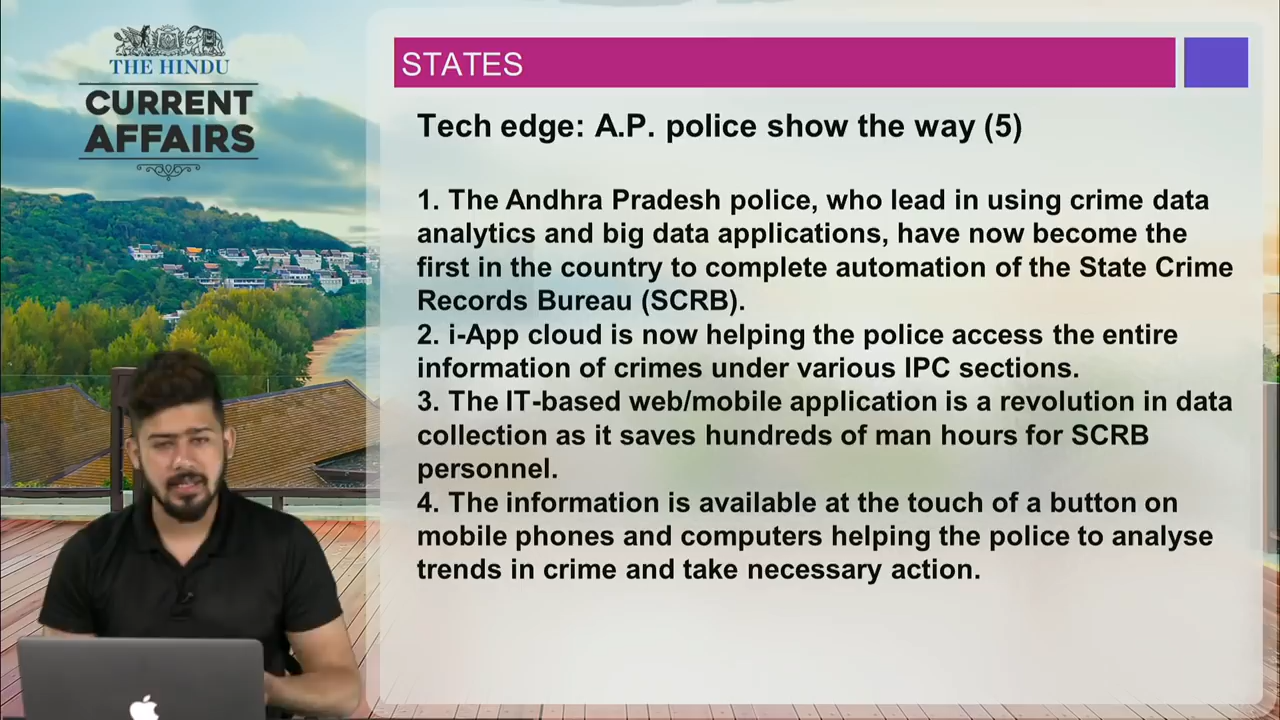 THE HINDU
CURRENT
AFFAIRS
STATES
Tech edge: A.P. police show the way (5)
1. The Andhra Pradesh police, who lead in using crime data
analytics and big data applications, have now become the
first in the country to complete automation of the State Crime
Records Bureau (SCRB).
2. i-App cloud is now helping the police access the entire
information of crimes under various IPC sections.
3. The IT-based web/mobile application is a revolution in data
collection as it saves hundreds of man hours for SCRB
personnel.
4. The information is available at the touch of a button on
mobile phones and computers helping the police to analyse
trends in crime and take necessary action.